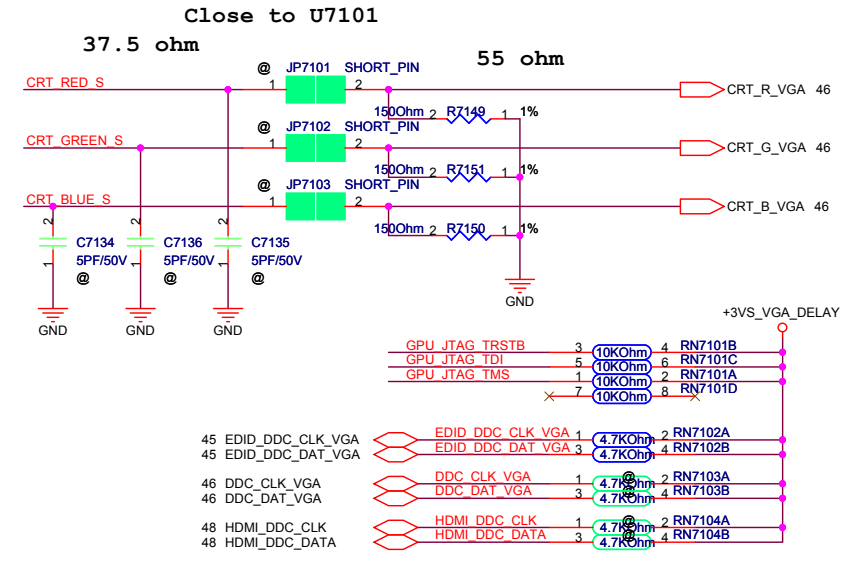 Close to U7101
37.5 ohm
55 ohm
@ JP7101 SHORT_PIN
CRT_RED_S 1 2 CRT_R_VGA 46
150Ohm 2 R7149 1 1%
@ JP7102 SHORT_PIN
CRT_GREEN_S 1 2 CRT_G_VGA 46
150Ohm 2 R7151 1 1%
@ JP7103 SHORT_PIN
CRT_BLUE_S 1 2 CRT_B_VGA 46
150Ohm 2 R7150 1 1%
2 2 2
C7134 C7136 C7135
5PF/50V 5PF/50V 5PF/50V
1 1 1
@ @ @
GND GND GND
GND
+3VS_VGA_DELAY
GPU_JTAG_TRSTB 3 10KOhm 4 RN7101B
GPU_JTAG_TDI 5 6 RN7101C
GPU_JTAG_TMS 1 10KOhm 2 RN7101A
7 10KOhm 8 RN7101D
45 EDID_DDC_CLK_VGA EDID_DDC_CLK_VGA 1 4.7KOhm 2 RN7102A
45 EDID_DDC_DAT_VGA EDID_DDC_DAT_VGA 3 4.7KOhm 4 RN7102B
46 DDC_CLK_VGA DDC_CLK_VGA 1 4.7KOhm @ 2 RN7103A
46 DDC_DAT_VGA DDC_DAT_VGA 3 4.7KOhm @ 4 RN7103B
48 HDMI_DDC_CLK HDMI_DDC_CLK 1 4.7KOhm @ 2 RN7104A
48 HDMI_DDC_DATA HDMI_DDC_DATA 3 4.7KOhm @ 4 RN7104B